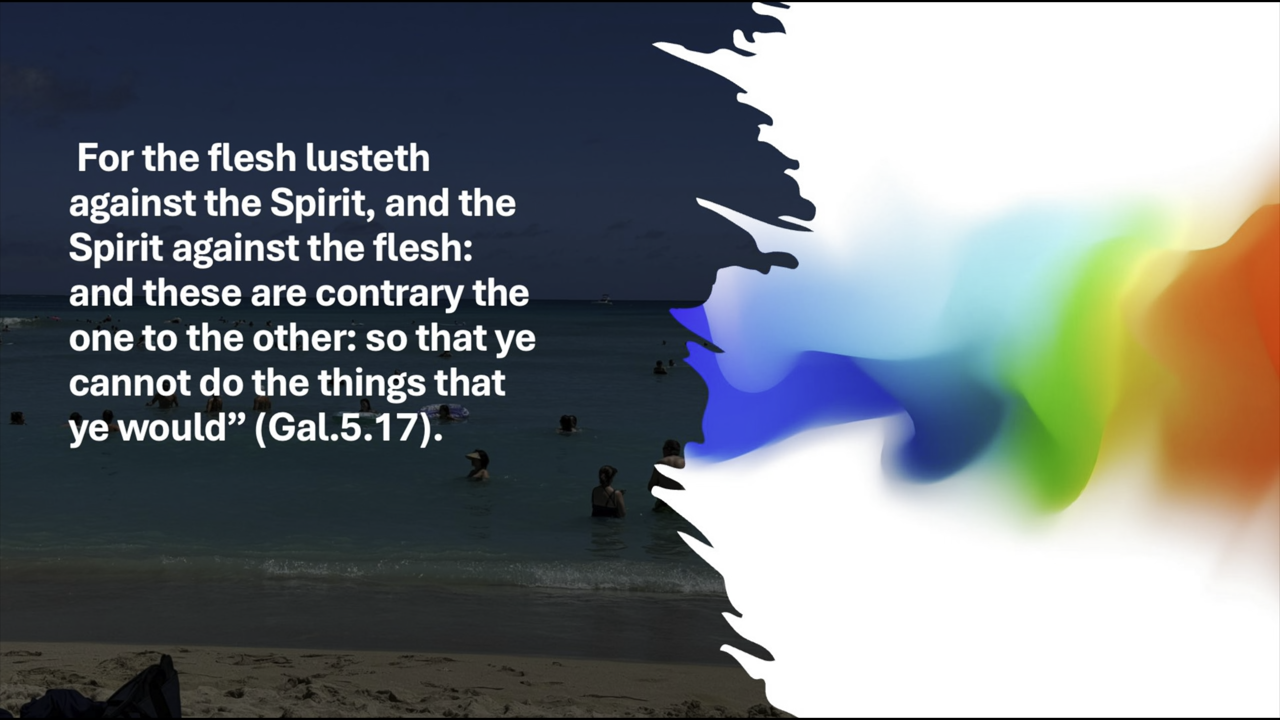 For the flesh lusteth
against the Spirit, and the
Spirit against the flesh:
and these are contrary the
one to the other: so that ye
cannot do the things that
ye would” (Gal.5.17).